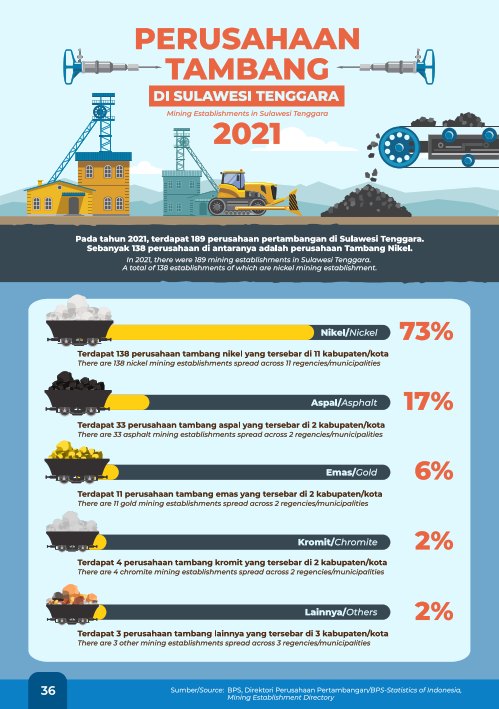 PERUSAHAAN
TAMBANG
DI SULAWESI TENGGARA
Mining Establishments in Sulawesi Tenggara
2021
Pada tahun 2021, terdapat 189 perusahaan pertambangan di Sulawesi Tenggara.
Sebanyak 138 perusahaan di antaranya adalah perusahaan Tambang Nikel.
In 2021, there were 189 mining establishments in Sulawesi Tenggara.
A total of 138 establishments of which are nickel mining establishment.
Nikel/Nickel 73%
Terdapat 138 perusahaan tambang nikel yang tersebar di 11 kabupaten/kota
There are 138 nickel mining establishments spread across 11 regencies/municipalities
Aspal/Asphalt 17%
Terdapat 33 perusahaan tambang aspal yang tersebar di 2 kabupaten/kota
There are 33 asphalt mining establishments spread across 2 regencies/municipalities
Emas/Gold 6%
Terdapat 11 perusahaan tambang emas yang tersebar di 2 kabupaten/kota
There are 11 gold mining establishments spread across 2 regencies/municipalities
Kromit/Chromite 2%
Terdapat 4 perusahaan tambang kromit yang tersebar di 2 kabupaten/kota
There are 4 chromite mining establishments spread across 2 regencies/municipalities
Lainnya/Others 2%
Terdapat 3 perusahaan tambang lainnya yang tersebar di 3 kabupaten/kota
There are 3 other mining establishments spread across 3 regencies/municipalities
36
Sumber/Source: BPS, Direktori Perusahaan Pertambangan/BPS-Statistics of Indonesia,
Mining Establishment Directory